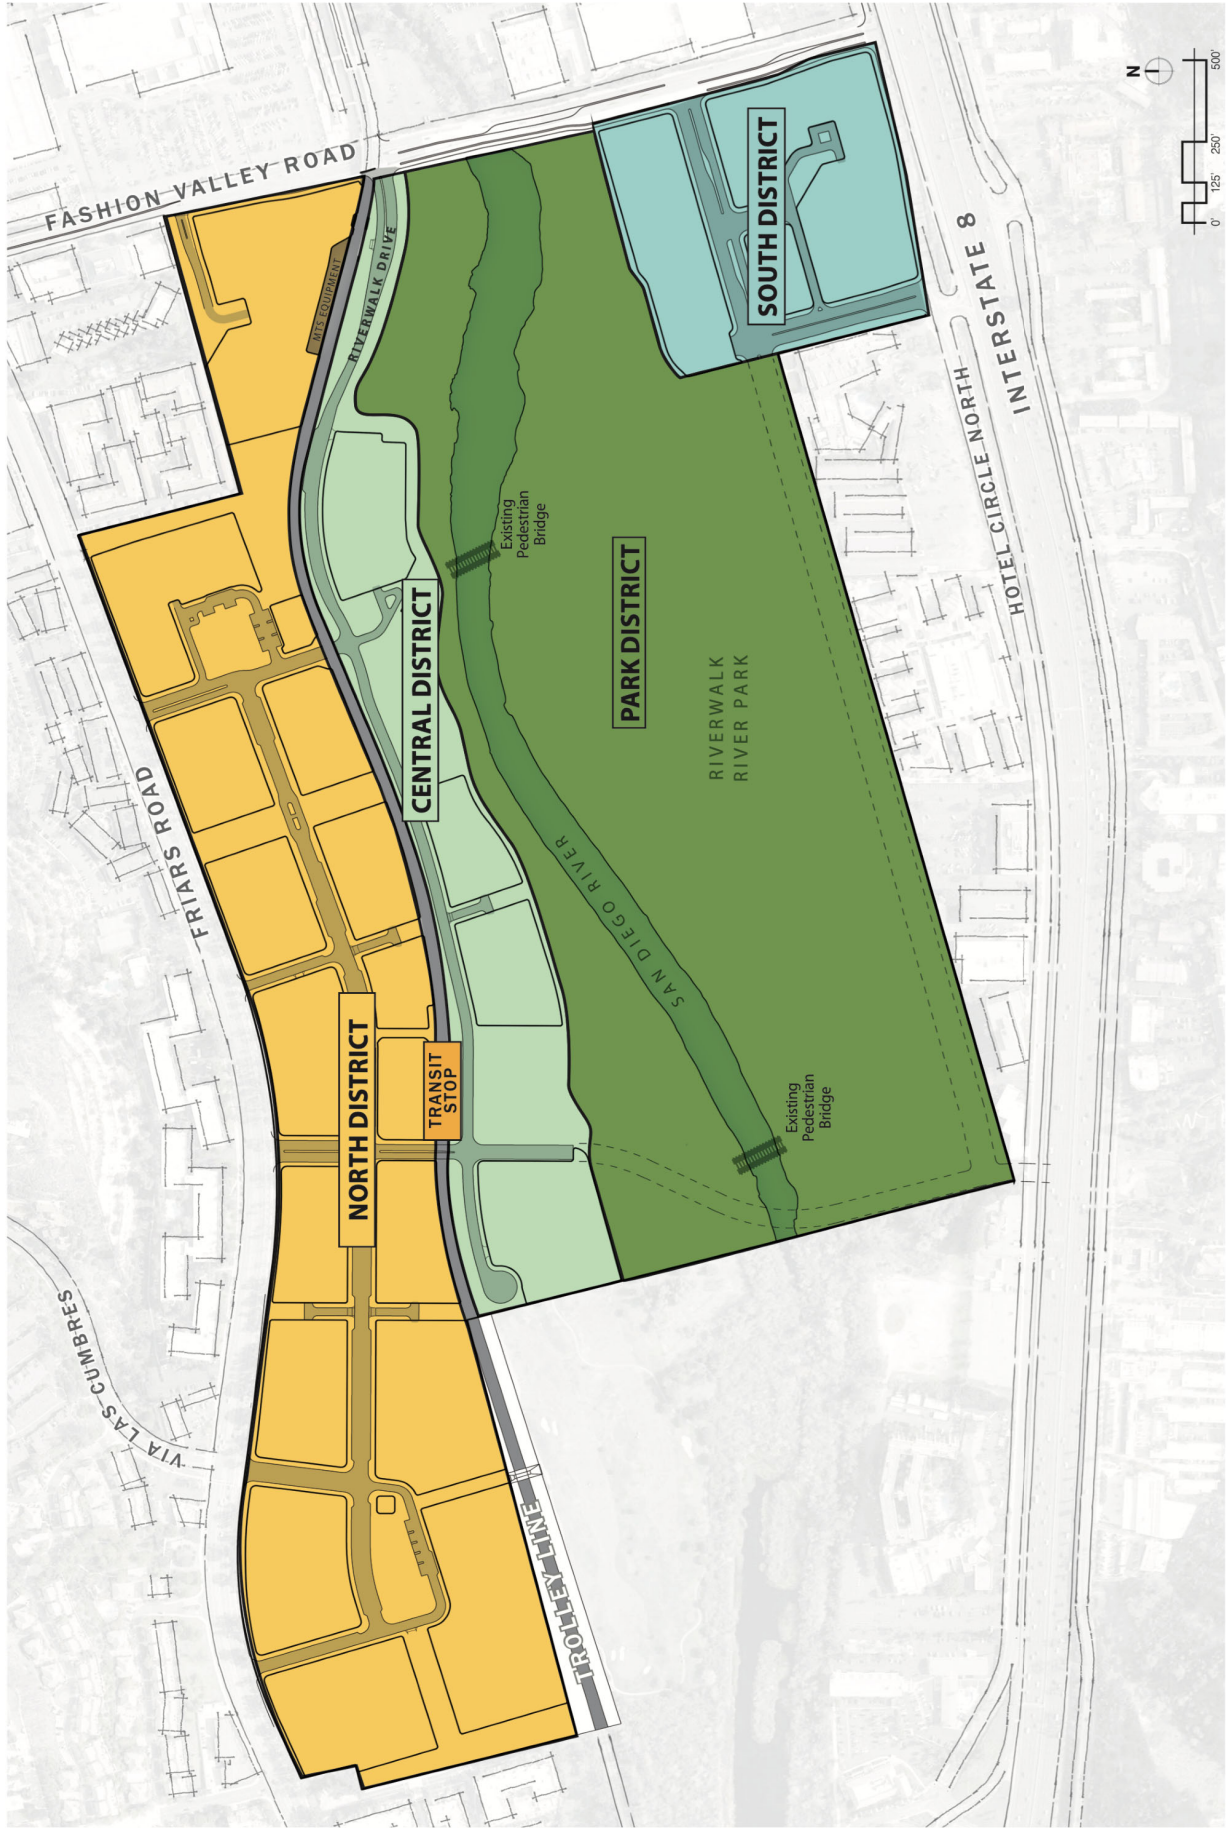 VIA LAS CUMBRES
FRIARS ROAD
FASHION VALLEY ROAD
NORTH DISTRICT
MTS EQUIPMENT
TRANSIT
STOP
RIVERWALK DRIVE
CENTRAL DISTRICT
TROLLEY LINE
Existing
Pedestrian
Bridge
SAN DIEGO RIVER
PARK DISTRICT
RIVERWALK
RIVER PARK
Existing
Pedestrian
Bridge
SOUTH DISTRICT
HOTEL CIRCLE NORTH
INTERSTATE 8
N
0' 125' 250' 500'